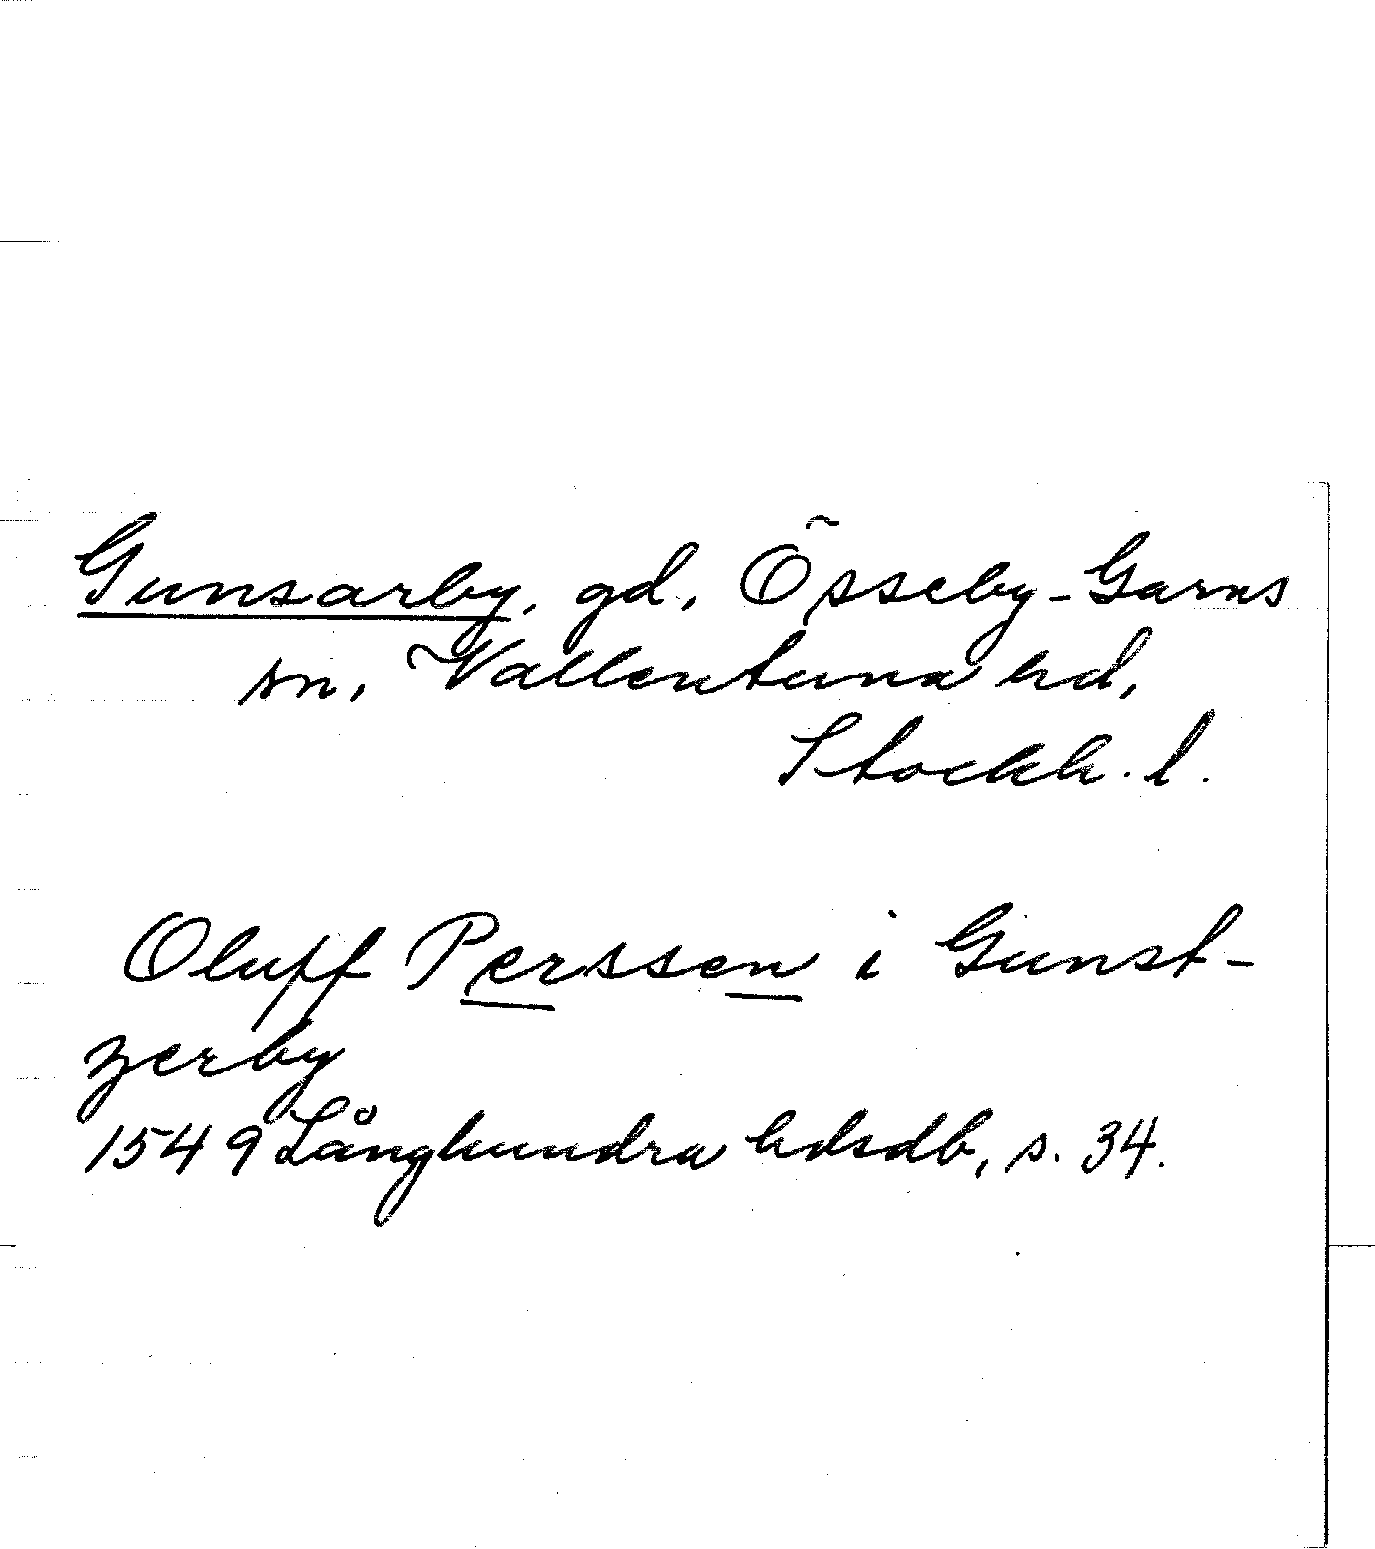 Gunsarby, gd, Össeby-Garns
sn, Vallentuna hd,
Stockh. l.
Oluff Perssen i Gunst-
zerby
1549 Långhundra hdsdb, s. 34.